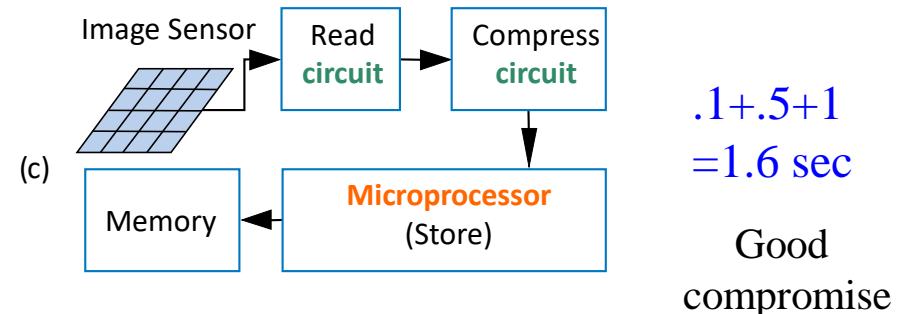 Image Sensor
Read
circuit
Compress
circuit
.1+.5+1
=1.6 sec
(c)
Memory
Microprocessor
(Store)
Good
compromise